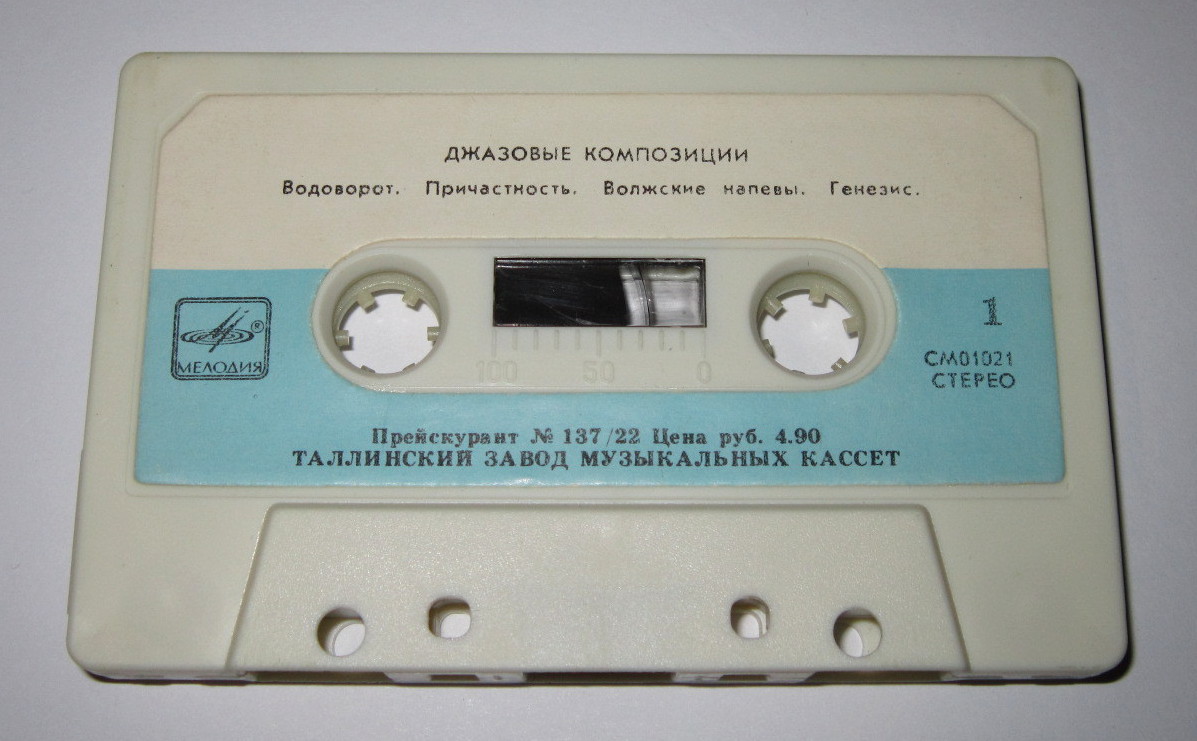 ДЖАЗОВЫЕ КОМПОЗИЦИИ
Водоворот. Причастность. Волжские напевы. Генезис.
®
МЕЛОДИЯ
1
СМ01021
СТЕРЕО
100 50 0
Прейскурант № 137/22 Цена руб. 4.90
ТАЛЛИНСКИЙ ЗАВОД МУЗЫКАЛЬНЫХ КАССЕТ